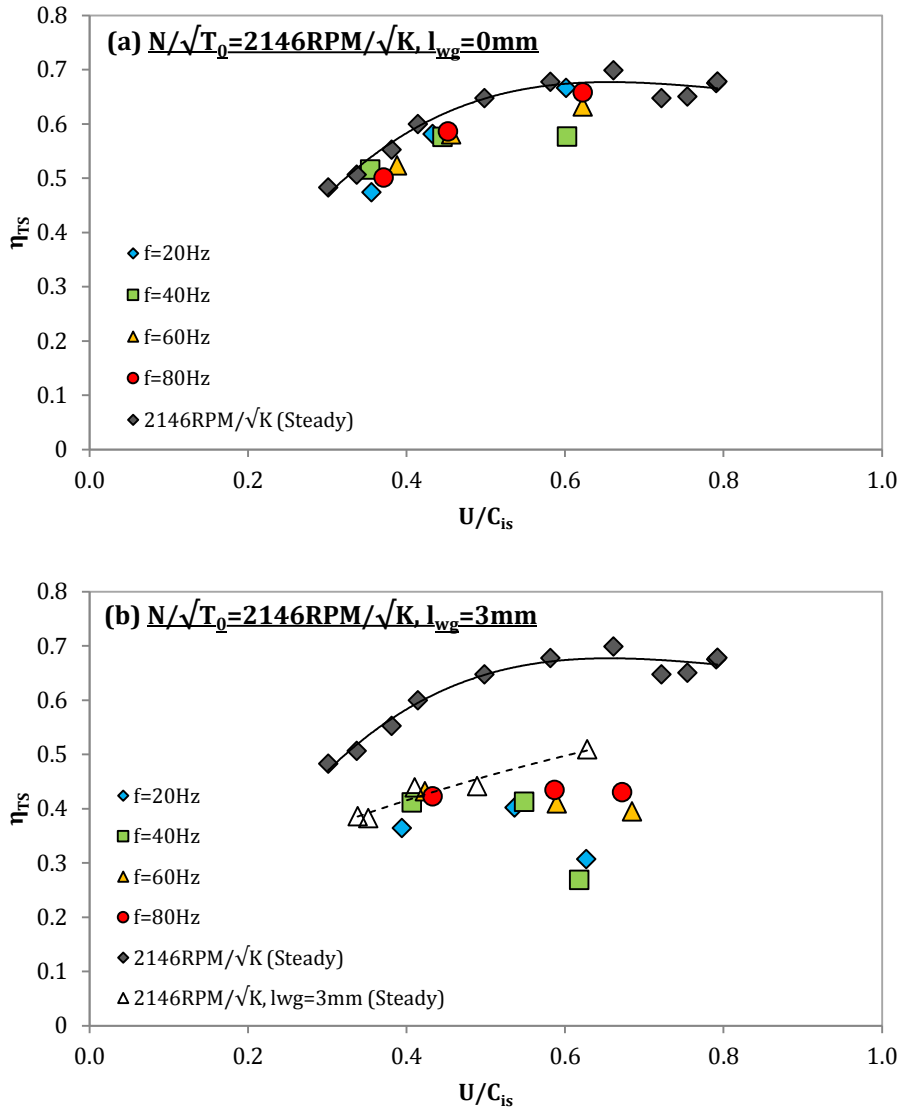 (a) N/√T0=2146RPM/√K, lwg=0mm
0.8
0.7
0.6
0.5
0.4
0.3
0.2
0.1
0
ηTS
f=20Hz
f=40Hz
f=60Hz
f=80Hz
2146RPM/√K (Steady)
0.0 0.2 0.4 0.6 0.8 1.0
U/Cis
(b) N/√T0=2146RPM/√K, lwg=3mm
0.8
0.7
0.6
0.5
0.4
0.3
0.2
0.1
0
ηTS
f=20Hz
f=40Hz
f=60Hz
f=80Hz
2146RPM/√K (Steady)
2146RPM/√K, lwg=3mm (Steady)
0.0 0.2 0.4 0.6 0.8 1.0
U/Cis